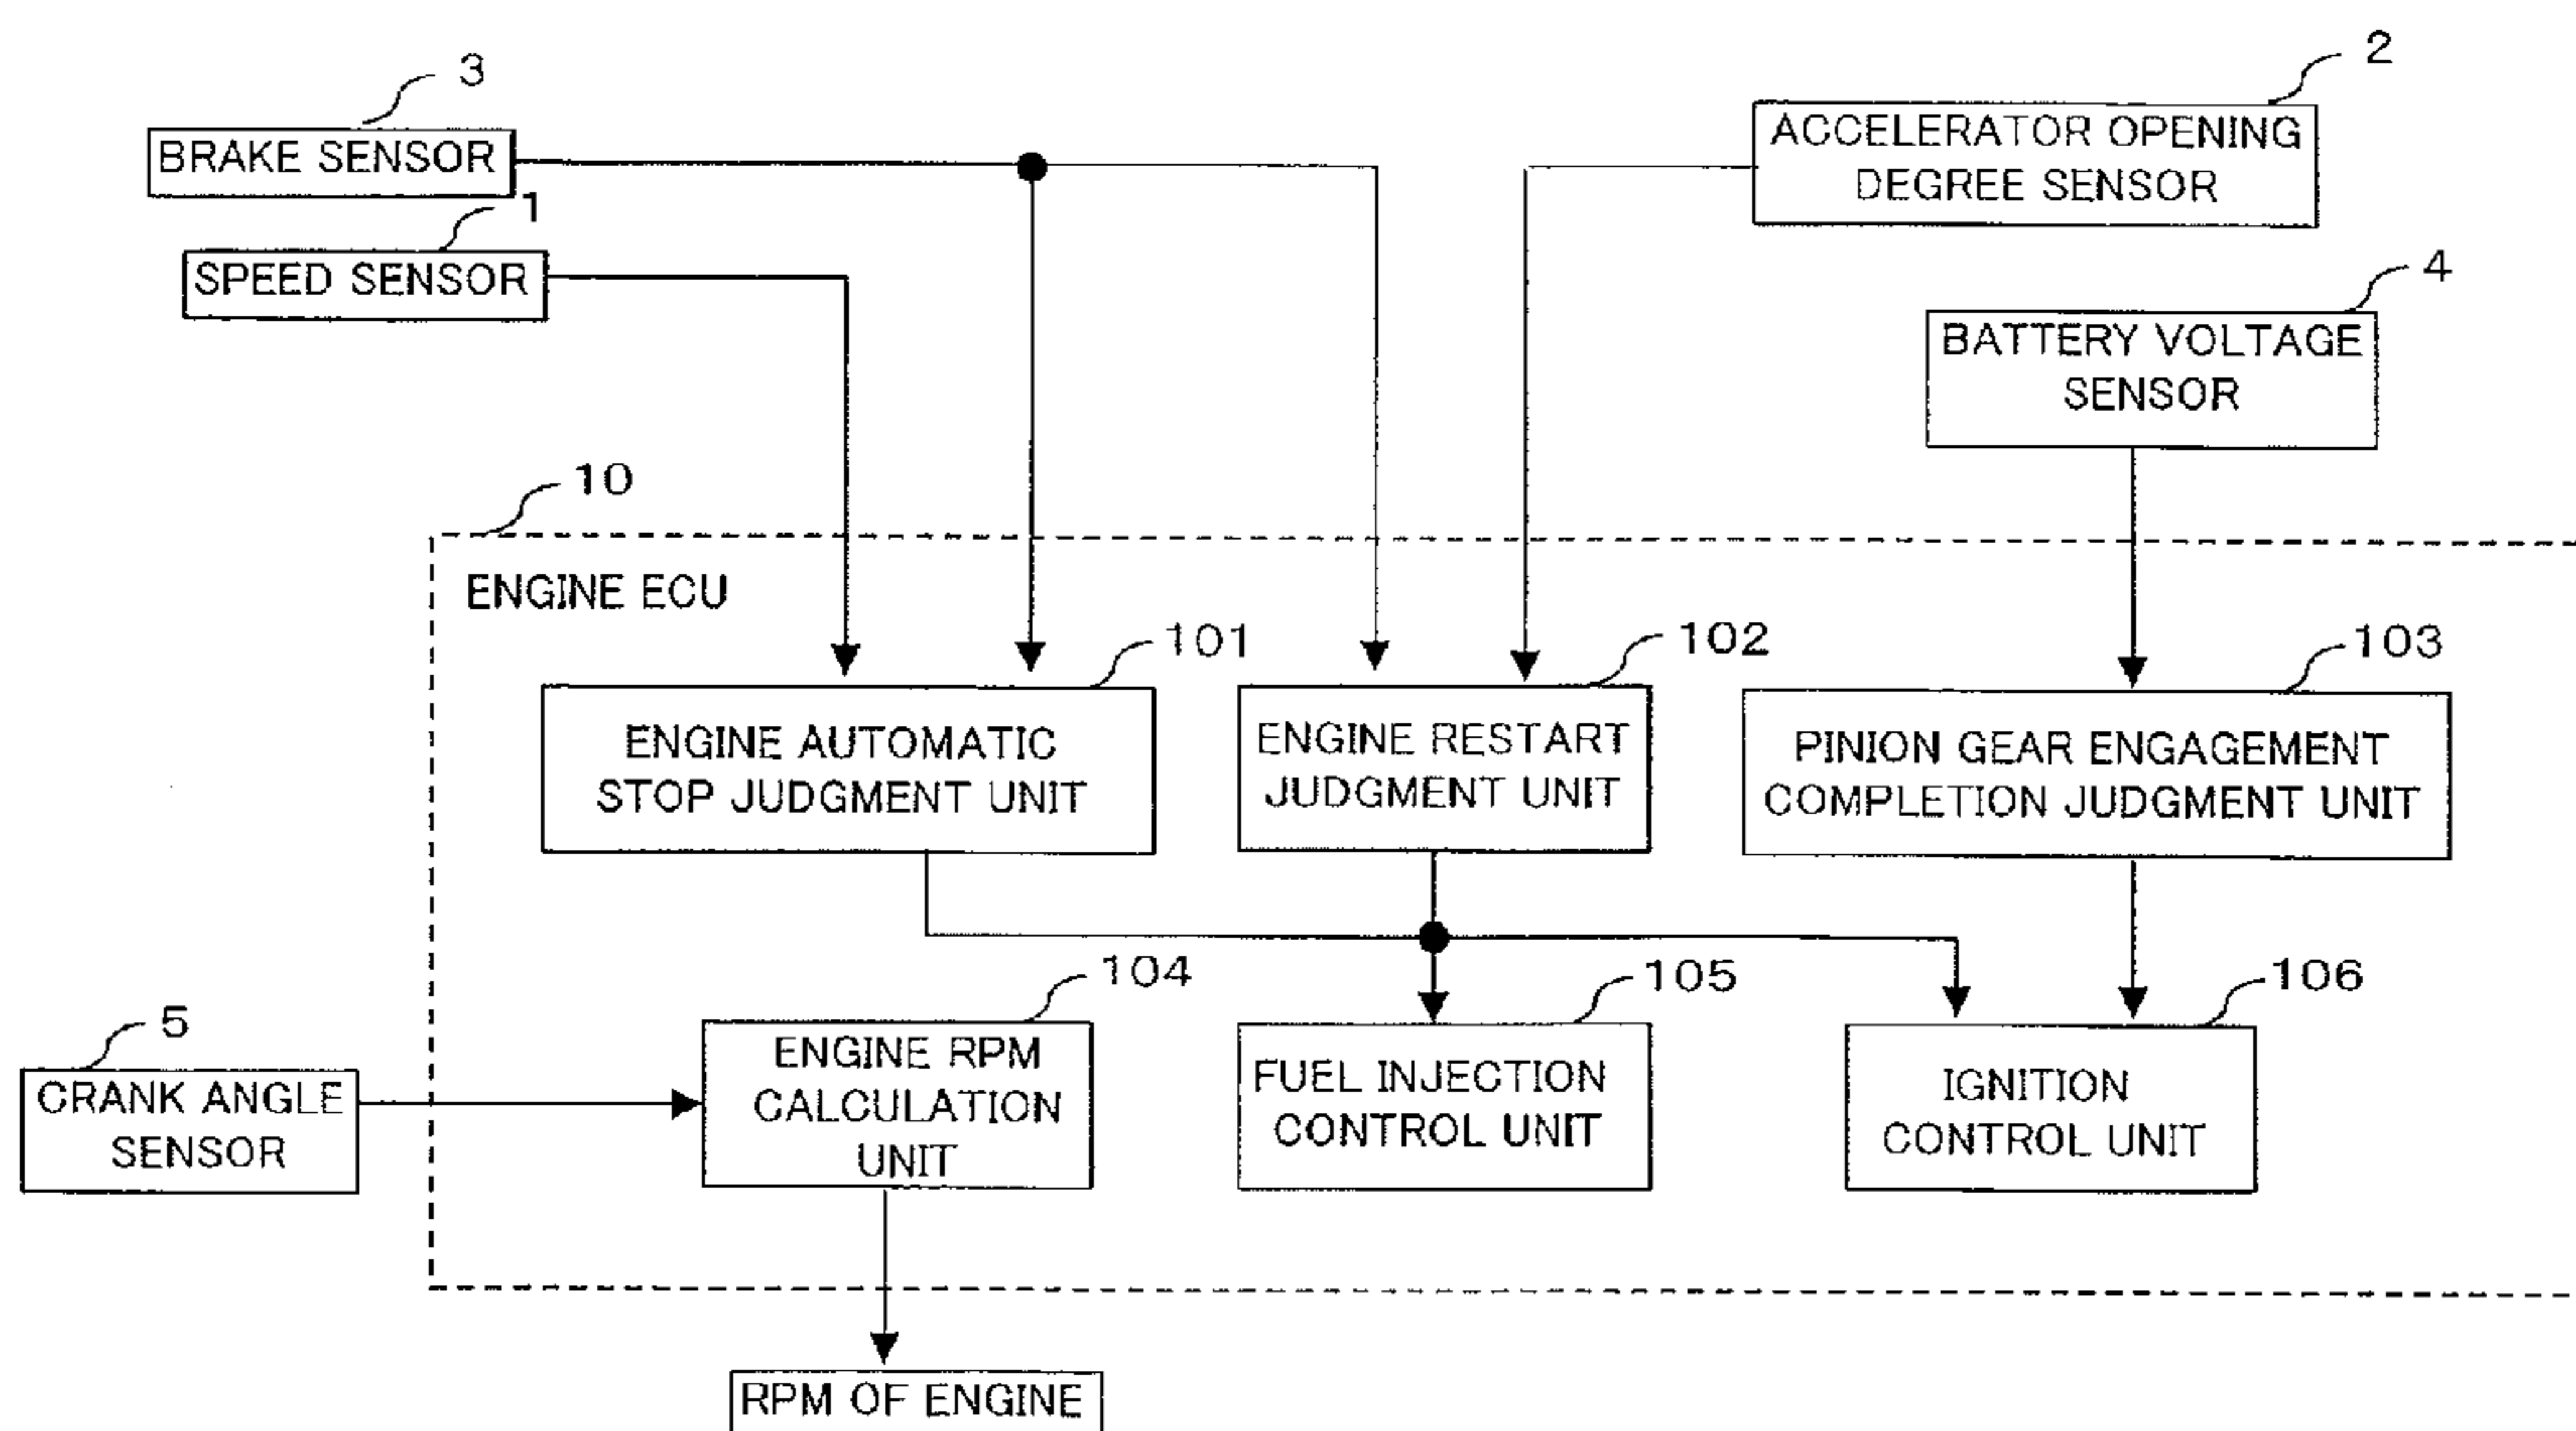 3
BRAKE SENSOR
2
ACCELERATOR OPENING
DEGREE SENSOR
1
SPEED SENSOR
4
BATTERY VOLTAGE
SENSOR
10
ENGINE ECU
101
ENGINE AUTOMATIC
STOP JUDGMENT UNIT
102
ENGINE RESTART
JUDGMENT UNIT
103
PINION GEAR ENGAGEMENT
COMPLETION JUDGMENT UNIT
5
CRANK ANGLE
SENSOR
104
ENGINE RPM
CALCULATION
UNIT
105
FUEL INJECTION
CONTROL UNIT
106
IGNITION
CONTROL UNIT
RPM OF ENGINE